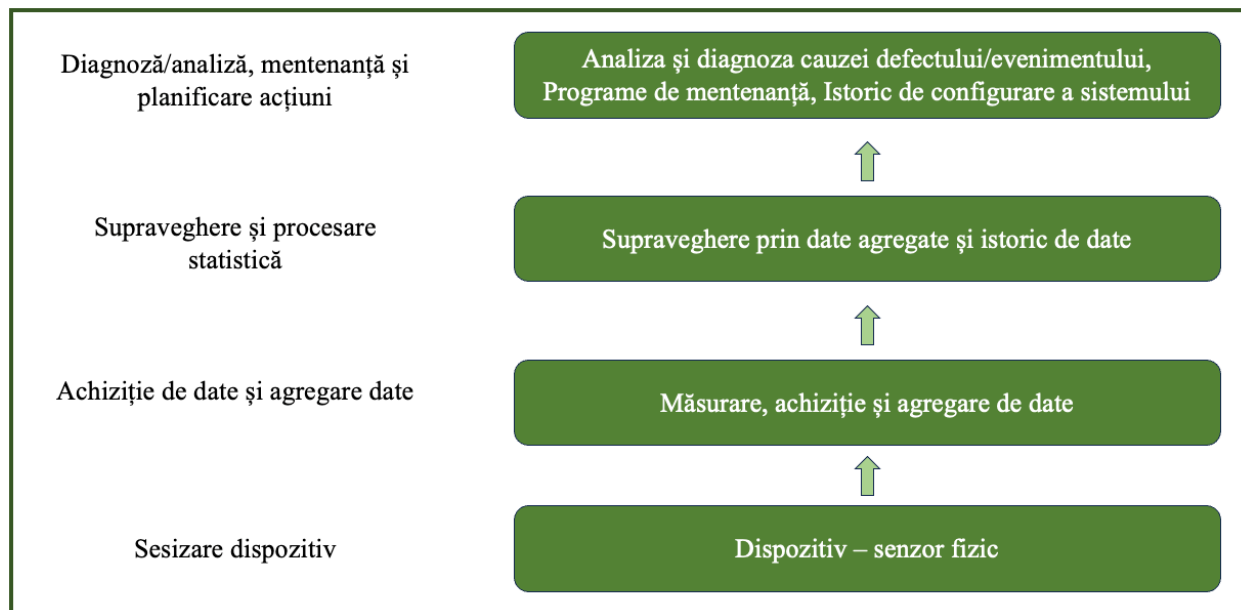 Diagnoză/analiză, mentenanță și
planificare acțiuni
Analiza și diagnoza cauzei defectului/evenimentului,
Programe de mentenanță, Istoric de configurare a sistemului
Supraveghere și procesare
statistică
Supraveghere prin date agregate și istoric de date
Achiziție de date și agregare date
Măsurare, achiziție și agregare de date
Sesizare dispozitiv
Dispozitiv – senzor fizic